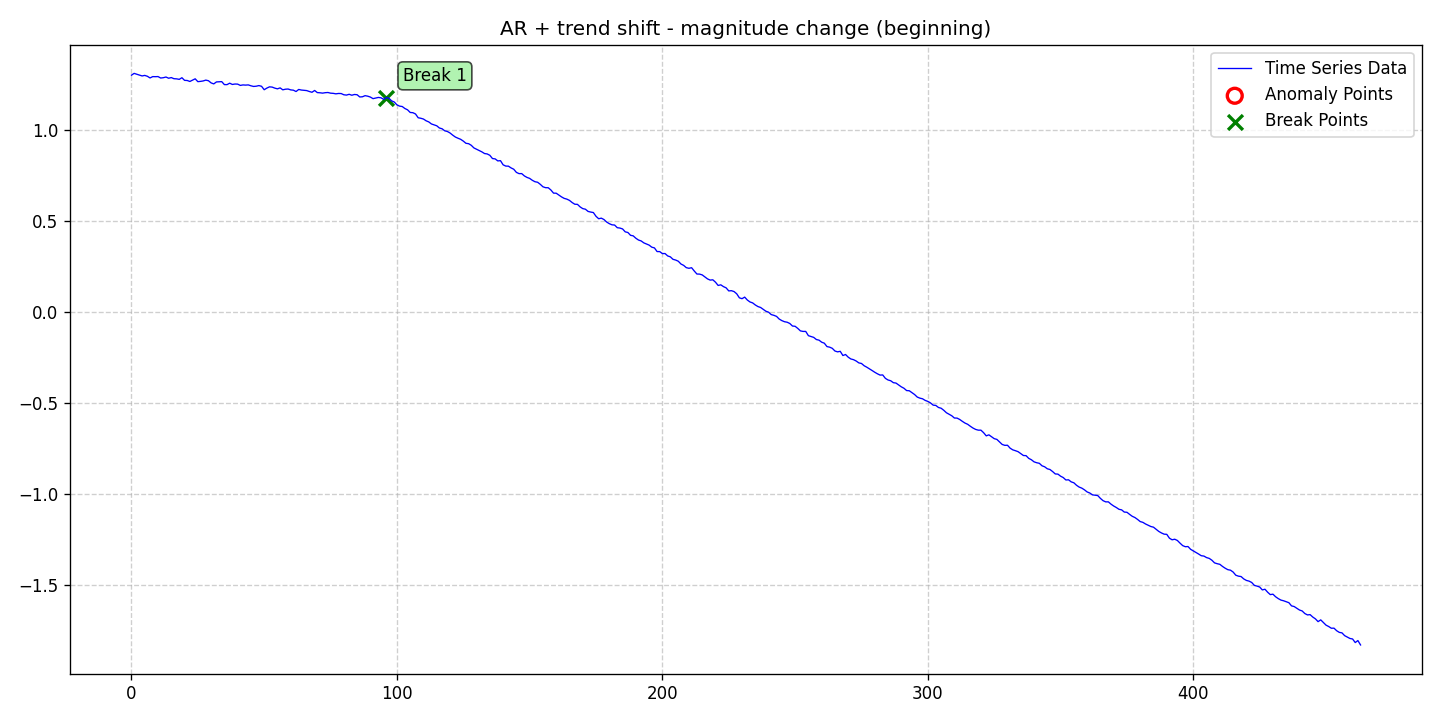 AR + trend shift - magnitude change (beginning)
Break 1
Time Series Data
Anomaly Points
Break Points
1.0
0.5
0.0
−0.5
−1.0
−1.5
0
100
200
300
400